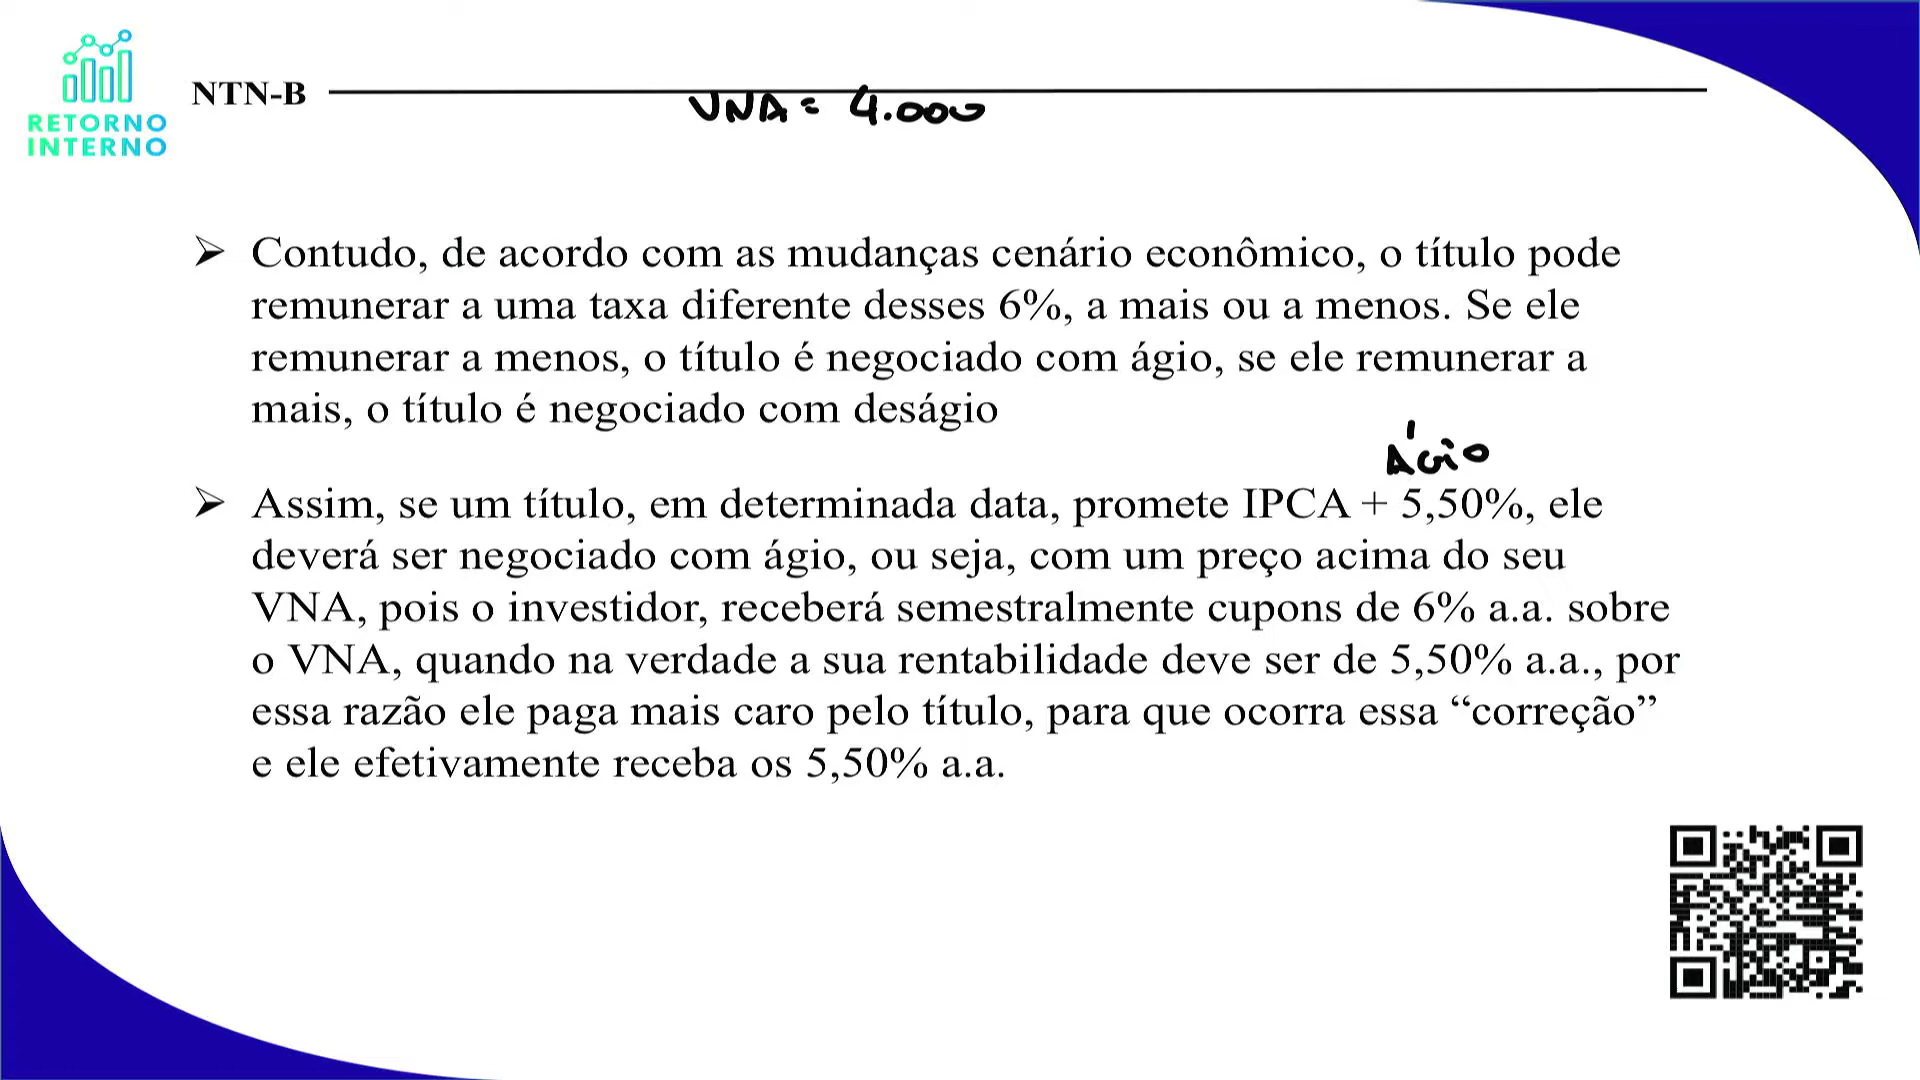 RETORNO
INTERNO
NTN-B
VNA = 4.000
➢ Contudo, de acordo com as mudanças cenário econômico, o título pode
remunerar a uma taxa diferente desses 6%, a mais ou a menos. Se ele
remunerar a menos, o título é negociado com ágio, se ele remunerar a
mais, o título é negociado com deságio
ÁGIO
➢ Assim, se um título, em determinada data, promete IPCA + 5,50%, ele
deverá ser negociado com ágio, ou seja, com um preço acima do seu
VNA, pois o investidor, receberá semestralmente cupons de 6% a.a. sobre
o VNA, quando na verdade a sua rentabilidade deve ser de 5,50% a.a., por
essa razão ele paga mais caro pelo título, para que ocorra essa “correção”
e ele efetivamente receba os 5,50% a.a.